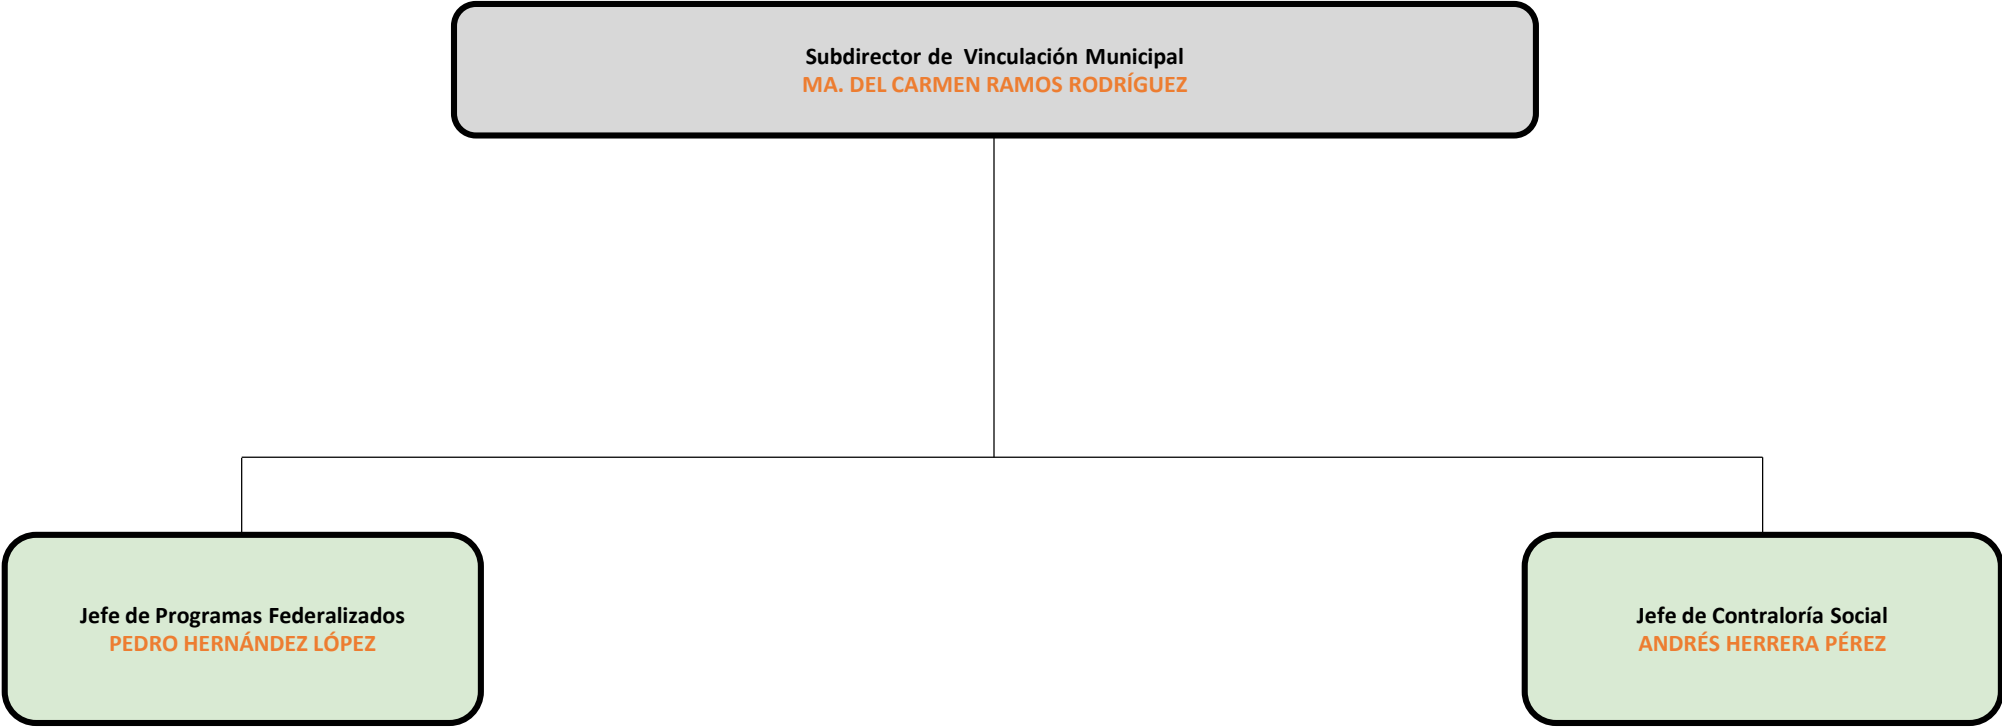 Subdirector de  Vinculación Municipal
MA. DEL CARMEN RAMOS RODRÍGUEZ
Jefe de Programas Federalizados
PEDRO HERNÁNDEZ LÓPEZ
Jefe de Contraloría Social
ANDRÉS HERRERA PÉREZ